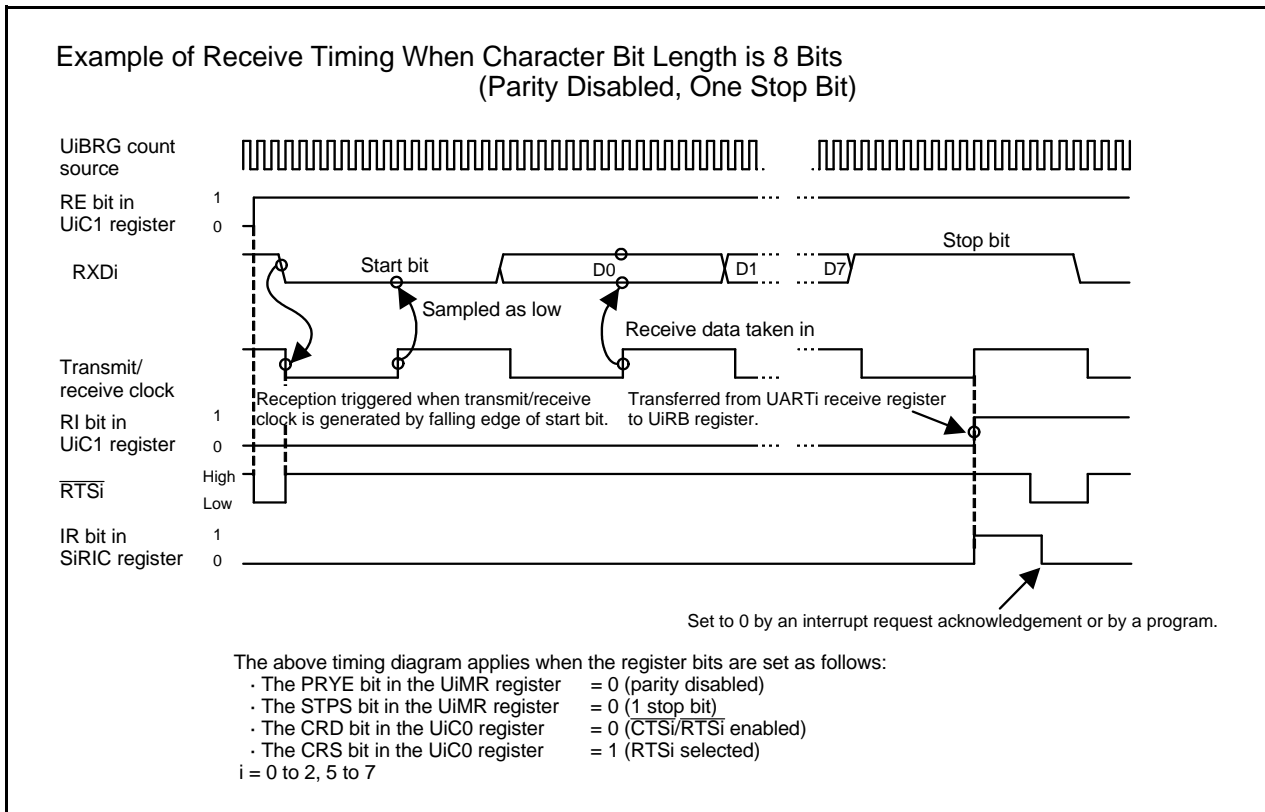 Example of Receive Timing When Character Bit Length is 8 Bits
(Parity Disabled, One Stop Bit)
UiBRG count
source
RE bit in
UiC1 register
1
0
RXDi
Start bit
D0
D1
D7
Stop bit
Sampled as low
Receive data taken in
Transmit/
receive clock
Reception triggered when transmit/receive
clock is generated by falling edge of start bit.
Transferred from UARTi receive register
to UiRB register.
RI bit in
UiC1 register
1
0
RTSi
High
Low
IR bit in
SiRIC register
1
0
Set to 0 by an interrupt request acknowledgement or by a program.
The above timing diagram applies when the register bits are set as follows:
· The PRYE bit in the UiMR register = 0 (parity disabled)
· The STPS bit in the UiMR register = 0 (1 stop bit)
· The CRD bit in the UiC0 register = 0 (CTSi/RTSi enabled)
· The CRS bit in the UiC0 register = 1 (RTSi selected)
i = 0 to 2, 5 to 7